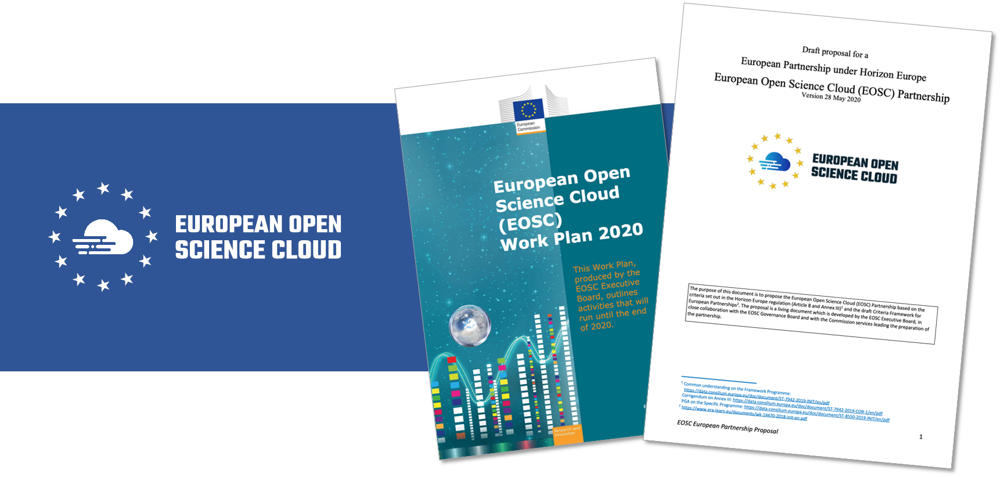 EUROPEAN OPEN
SCIENCE CLOUD
European
Commission
European Open
Science Cloud
(EOSC)
Work Plan 2020
This Work Plan,
produced by the
EOSC Executive
Board, outlines
activities that will
run until the end
of 2020.
Research and
Innovation
Draft proposal for a
European Partnership under Horizon Europe
European Open Science Cloud (EOSC) Partnership
Version 28 May 2020
EUROPEAN OPEN
SCIENCE CLOUD
The purpose of this document is to propose the European Open Science Cloud (EOSC) Partnership based on the
criteria set out in the Horizon Europe regulation (Article 8 and Annex III)¹ and the draft Criteria Framework for
European Partnerships². The proposal is a living document which is developed by the EOSC Executive Board, in
close collaboration with the EOSC Governance Board and with the Commission services leading the preparation of
the partnership.
¹ Common understanding on the Framework Programme:
https://data.consilium.europa.eu/doc/document/ST-7942-2019-INIT/en/pdf
Corrigendum on Annex III: https://data.consilium.europa.eu/doc/document/ST-7942-2019-COR-1/en/pdf
PGA on the Specific Programme: https://data.consilium.europa.eu/doc/document/ST-8550-2019-INIT/en/pdf
² https://www.era-learn.eu/documents/wk-14470-2018-init-en.pdf
EOSC European Partnership Proposal
1